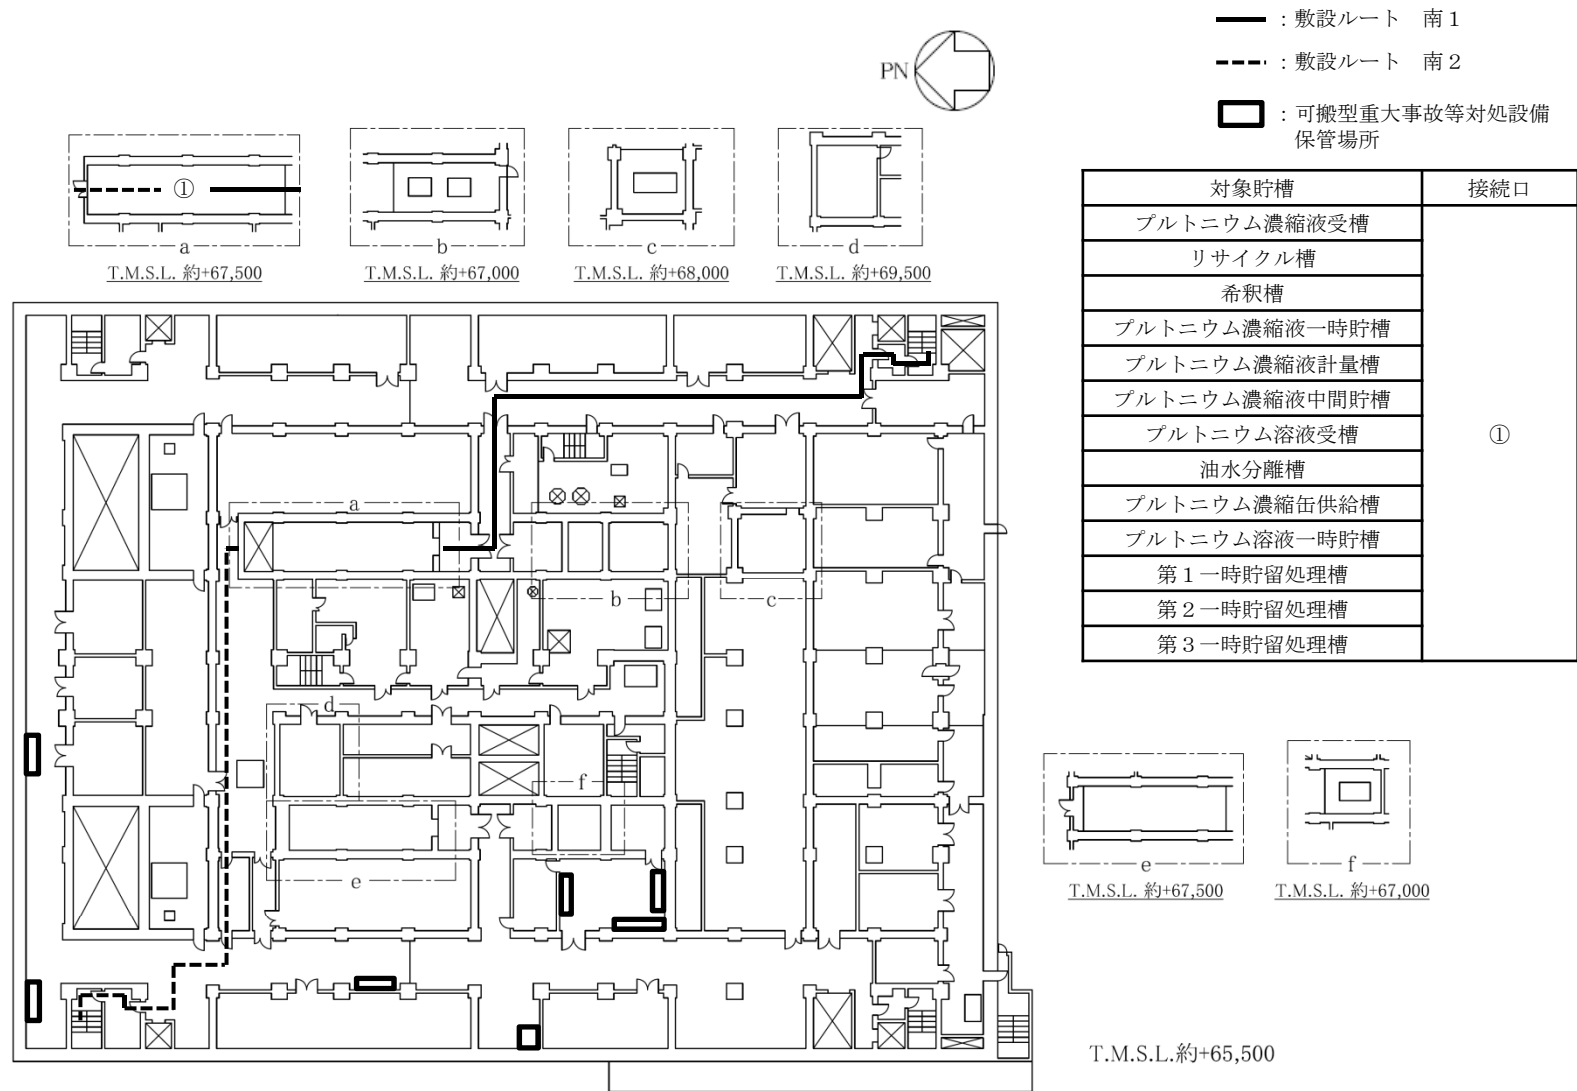 ：敷設ルート　南１
：敷設ルート　南２
：可搬型重大事故等対処設備
保管場所
PN
①
a
T.M.S.L. 約+67,500
b
T.M.S.L. 約+67,000
c
T.M.S.L. 約+68,000
d
T.M.S.L. 約+69,500
対象貯槽　接続口
プルトニウム濃縮液受槽
リサイクル槽
希釈槽
プルトニウム濃縮液一時貯槽
プルトニウム濃縮液計量槽
プルトニウム濃縮液中間貯槽
プルトニウム溶液受槽
①
油水分離槽
プルトニウム濃縮缶供給槽
プルトニウム溶液一時貯槽
第１一時貯留処理槽
第２一時貯留処理槽
第３一時貯留処理槽
a
b
c
d
f
e
e
T.M.S.L. 約+67,500
f
T.M.S.L. 約+67,000
T.M.S.L.約+65,500